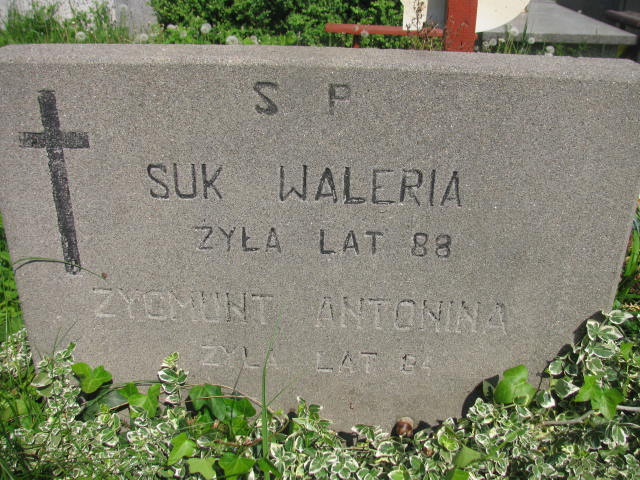 S P
SUK WALERIA
ŻYŁA LAT 88
ZYGMUNT ANTONINA
ŻYŁA LAT 84